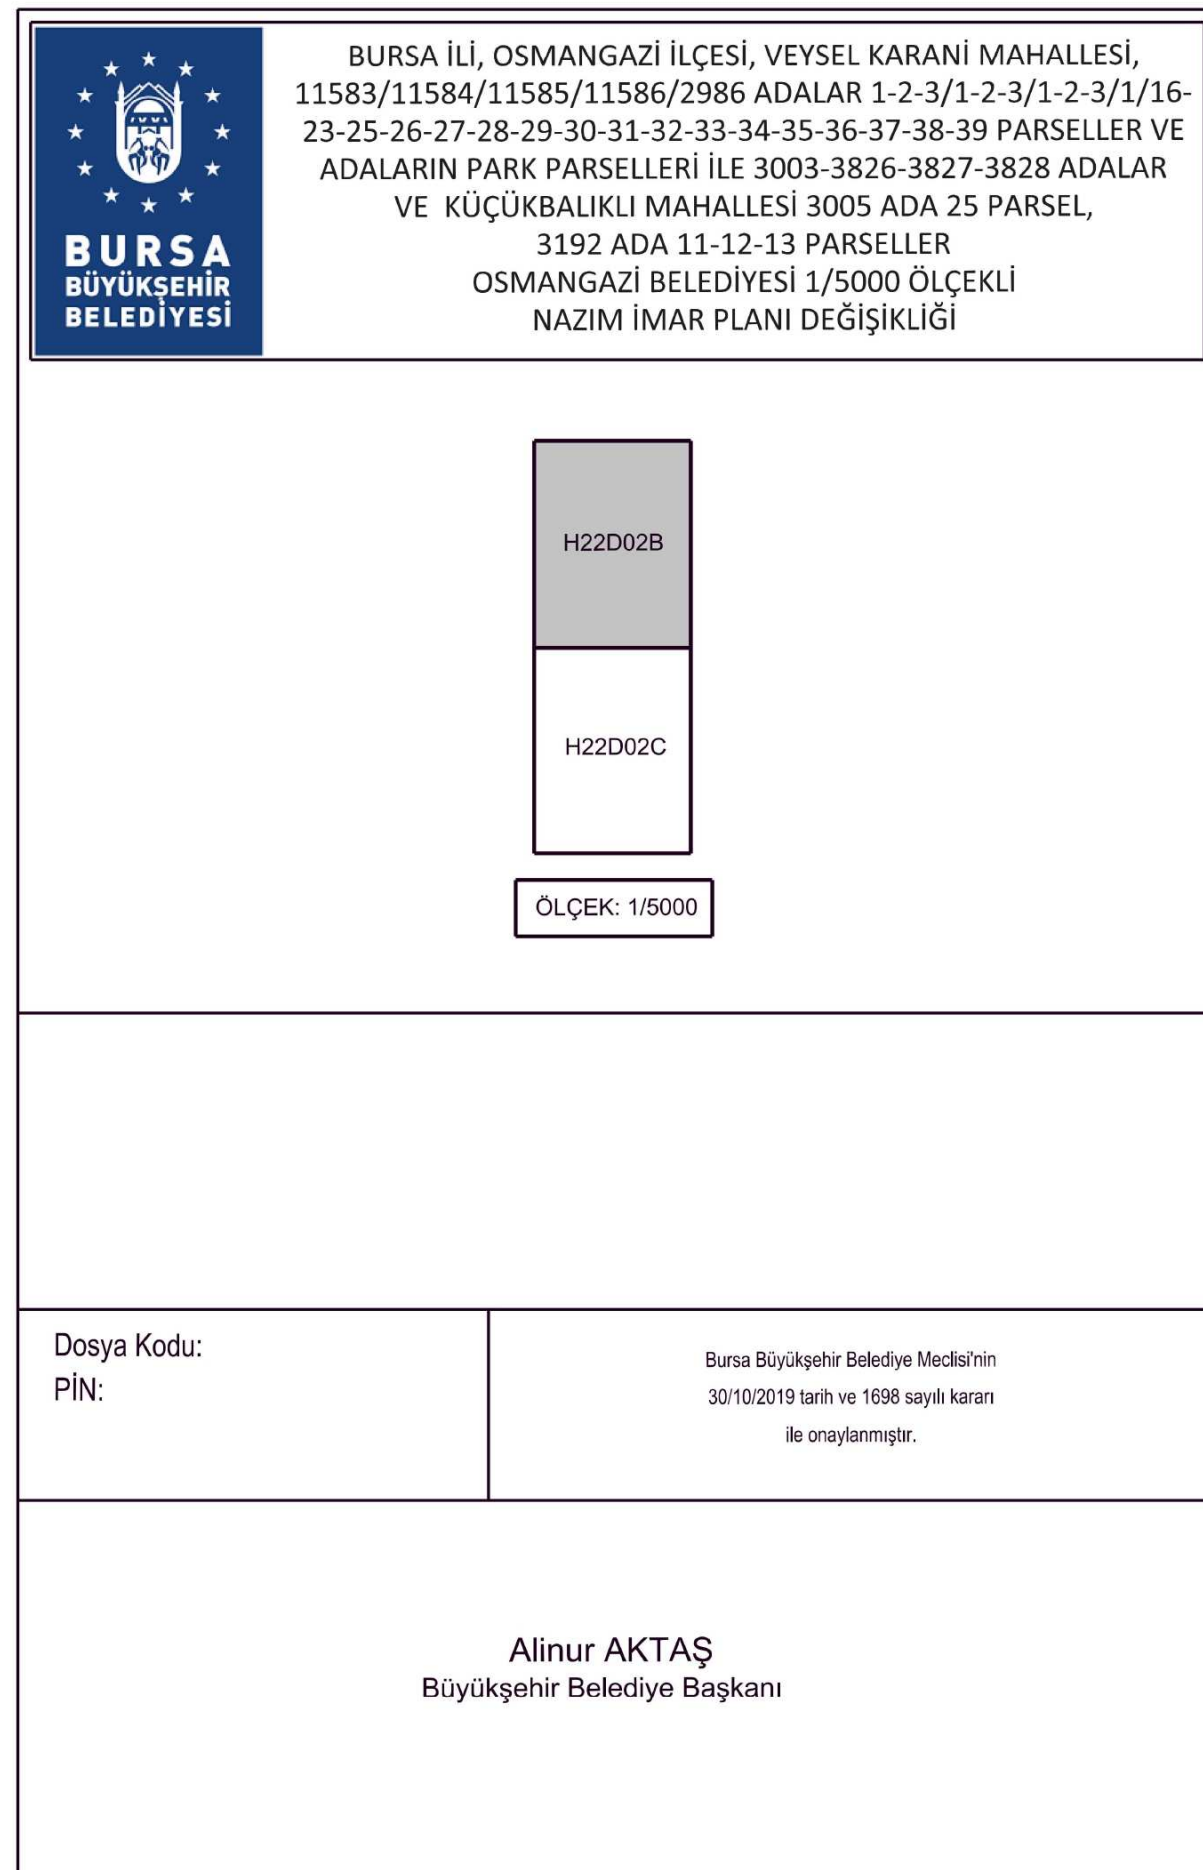 BURSA
BÜYÜKŞEHİR
BELEDİYESİ
BURSA İLİ, OSMANGAZİ İLÇESİ, VEYSEL KARANİ MAHALLESİ,
11583/11584/11585/11586/2986 ADALAR 1-2-3/1-2-3/1-2-3/1/16-
23-25-26-27-28-29-30-31-32-33-34-35-36-37-38-39 PARSELLER VE
ADALARIN PARK PARSELLERİ İLE 3003-3826-3827-3828 ADALAR
VE KÜÇÜKBALIKLI MAHALLESİ 3005 ADA 25 PARSEL,
3192 ADA 11-12-13 PARSELLER
OSMANGAZİ BELEDİYESİ 1/5000 ÖLÇEKLİ
NAZIM İMAR PLANI DEĞİŞİKLİĞİ
H22D02B
H22D02C
ÖLÇEK: 1/5000
Dosya Kodu:
PİN:
Bursa Büyükşehir Belediye Meclisi'nin
30/10/2019 tarih ve 1698 sayılı kararı
ile onaylanmıştır.
Alinur AKTAŞ
Büyükşehir Belediye Başkanı